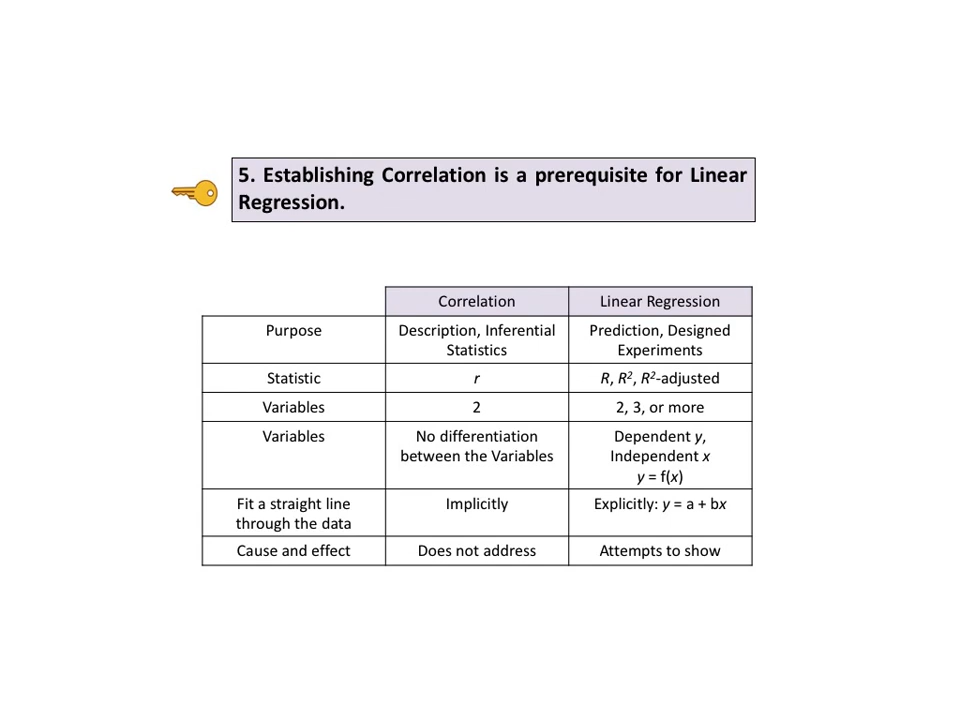 5. Establishing Correlation is a prerequisite for Linear
Regression.
Correlation
Linear Regression
Purpose
Description, Inferential
Statistics
Prediction, Designed
Experiments
Statistic
r
R, R², R²-adjusted
Variables
2
2, 3, or more
Variables
No differentiation
between the Variables
Dependent y,
Independent x
y = f(x)
Fit a straight line
through the data
Implicitly
Explicitly: y = a + bx
Cause and effect
Does not address
Attempts to show